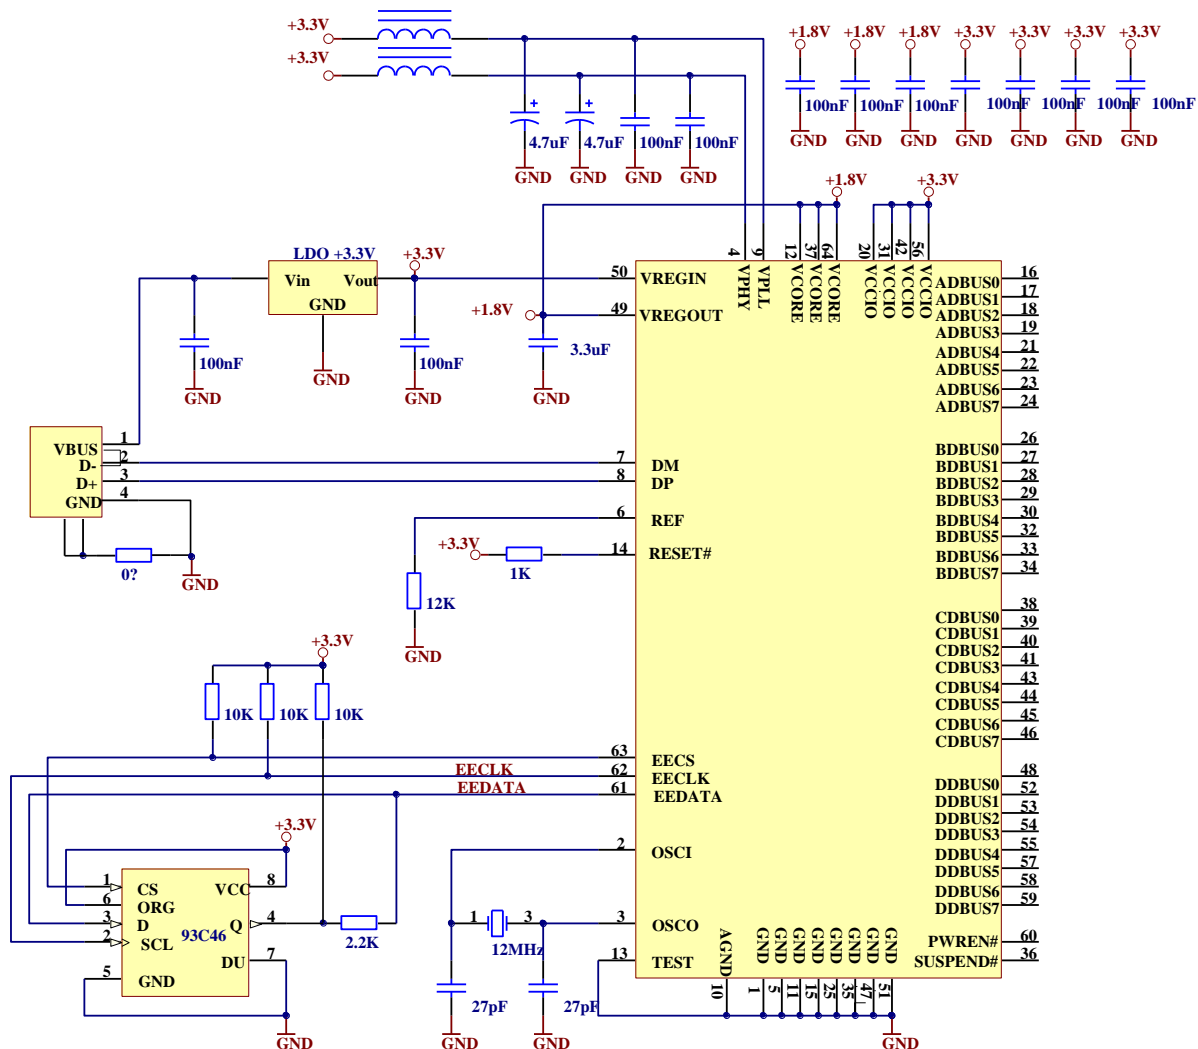 +3.3V
+3.3V
4.7uF
4.7uF
100nF
100nF
GND
GND
GND
GND
+1.8V
+1.8V
+1.8V
+3.3V
+3.3V
+3.3V
+3.3V
100nF
100nF
100nF
100nF
100nF
100nF
100nF
GND
GND
GND
GND
GND
GND
GND
+1.8V
+3.3V
LDO +3.3V
Vin
Vout
GND
+3.3V
100nF
100nF
GND
GND
GND
+1.8V
3.3uF
GND
50
VREGIN
49
VREGOUT
4
VPHY
9
VPLL
12
VCORE
37
VCORE
64
VCORE
20
VCCIO
31
VCCIO
42
VCCIO
56
VCCIO
ADBUS0 16
ADBUS1 17
ADBUS2 18
ADBUS3 19
ADBUS4 21
ADBUS5 22
ADBUS6 23
ADBUS7 24
BDBUS0 26
BDBUS1 27
BDBUS2 28
BDBUS3 29
BDBUS4 30
BDBUS5 32
BDBUS6 33
BDBUS7 34
CDBUS0 38
CDBUS1 39
CDBUS2 40
CDBUS3 41
CDBUS4 43
CDBUS5 44
CDBUS6 45
CDBUS7 46
DDBUS0 48
DDBUS1 52
DDBUS2 53
DDBUS3 54
DDBUS4 55
DDBUS5 57
DDBUS6 58
DDBUS7 59
PWREN# 60
SUSPEND# 36
VBUS 1
D- 2
D+ 3
GND 4
0?
GND
7 DM
8 DP
6 REF
14 RESET#
+3.3V
1K
12K
GND
+3.3V
10K
10K
10K
63 EECS
EECLK
62 EECLK
EEDATA
61 EEDATA
+3.3V
1 CS
6 ORG
3 D
2 SCL
5 GND
93C46
VCC 8
Q 4
DU 7
2.2K
GND
2 OSCI
3 OSCO
13 TEST
1
3
12MHz
27pF
27pF
GND
GND
AGND
10
GND
1
GND
5
GND
11
GND
15
GND
25
GND
35
GND
47
GND
51
GND